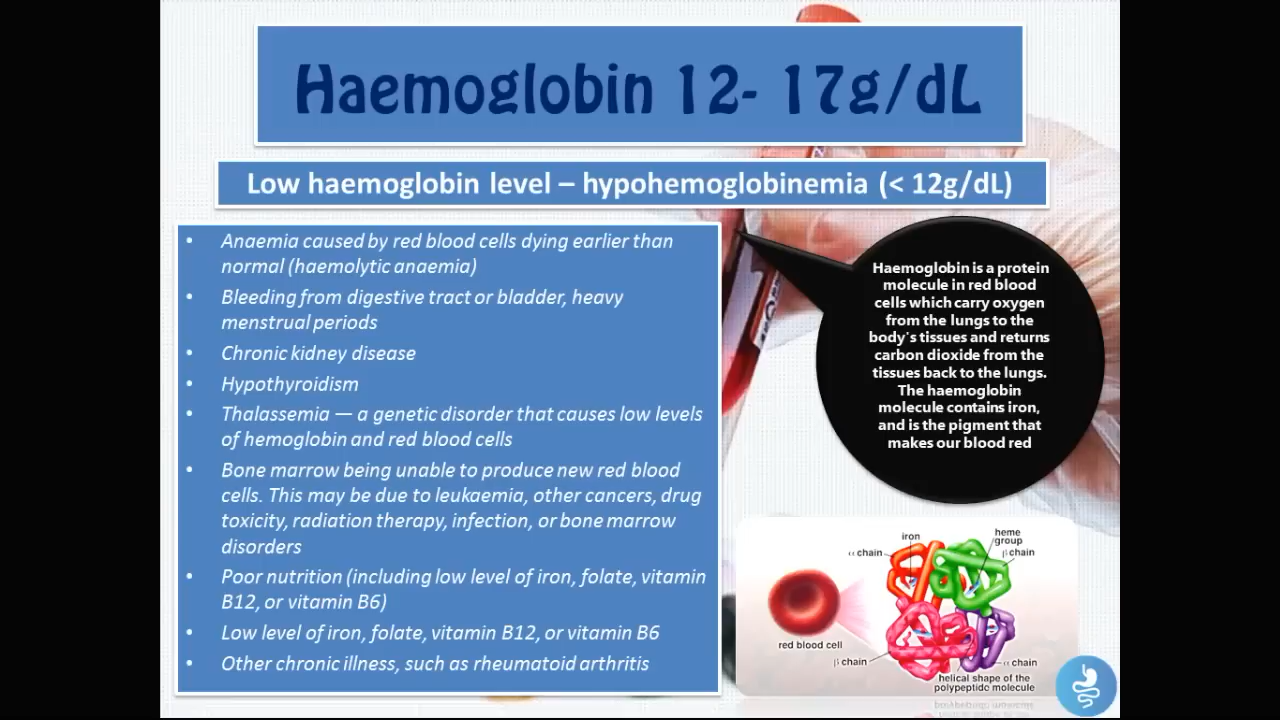 Haemoglobin 12- 17g/dL
Low haemoglobin level – hypohemoglobinemia (< 12g/dL)
• Anaemia caused by red blood cells dying earlier than
normal (haemolytic anaemia)
• Bleeding from digestive tract or bladder, heavy
menstrual periods
• Chronic kidney disease
• Hypothyroidism
• Thalassemia — a genetic disorder that causes low levels
of hemoglobin and red blood cells
• Bone marrow being unable to produce new red blood
cells. This may be due to leukaemia, other cancers, drug
toxicity, radiation therapy, infection, or bone marrow
disorders
• Poor nutrition (including low level of iron, folate, vitamin
B12, or vitamin B6)
• Low level of iron, folate, vitamin B12, or vitamin B6
• Other chronic illness, such as rheumatoid arthritis
Haemoglobin is a protein
molecule in red blood
cells which carry oxygen
from the lungs to the
body's tissues and returns
carbon dioxide from the
tissues back to the lungs.
The haemoglobin
molecule contains iron,
and is the pigment that
makes our blood red
iron
heme
group
α chain
β chain
red blood cell
β chain
α chain
helical shape of the
polypeptide molecule